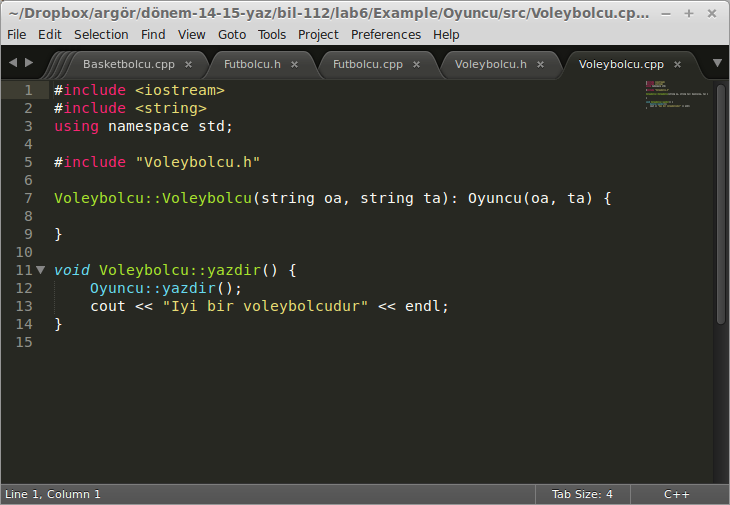 ~/Dropbox/argör/dönem-14-15-yaz/bil-112/lab6/Example/Oyuncu/src/Voleybolcu.cp...
File Edit Selection Find View Goto Tools Project Preferences Help
Basketbolcu.cpp Futbolcu.h Futbolcu.cpp Voleybolcu.h Voleybolcu.cpp
1 #include <iostream>
2 #include <string>
3 using namespace std;
4
5 #include "Voleybolcu.h"
6
7 Voleybolcu::Voleybolcu(string oa, string ta): Oyuncu(oa, ta) {
8
9 }
10
11 void Voleybolcu::yazdir() {
12     Oyuncu::yazdir();
13     cout << "Iyi bir voleybolcudur" << endl;
14 }
15
Line 1, Column 1 Tab Size: 4 C++